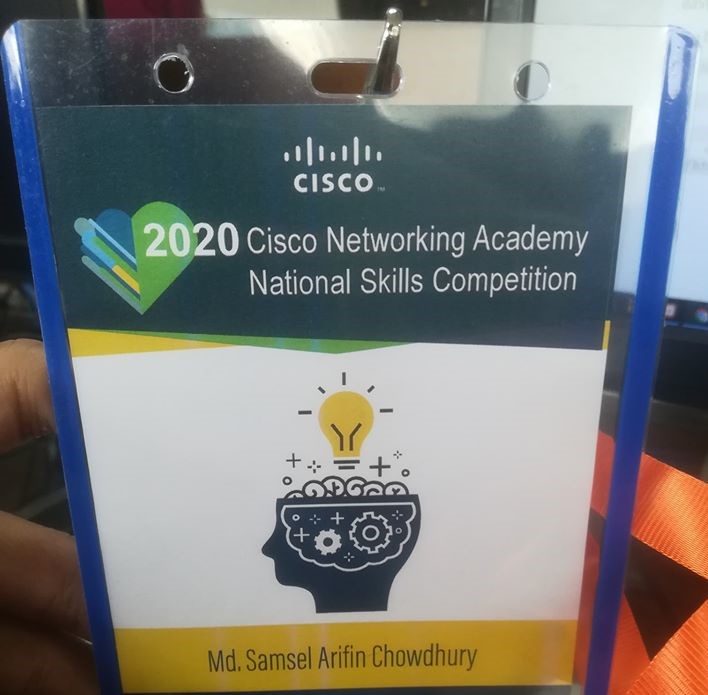 CISCO
2020 Cisco Networking Academy
National Skills Competition
Md. Samsel Arifin Chowdhury